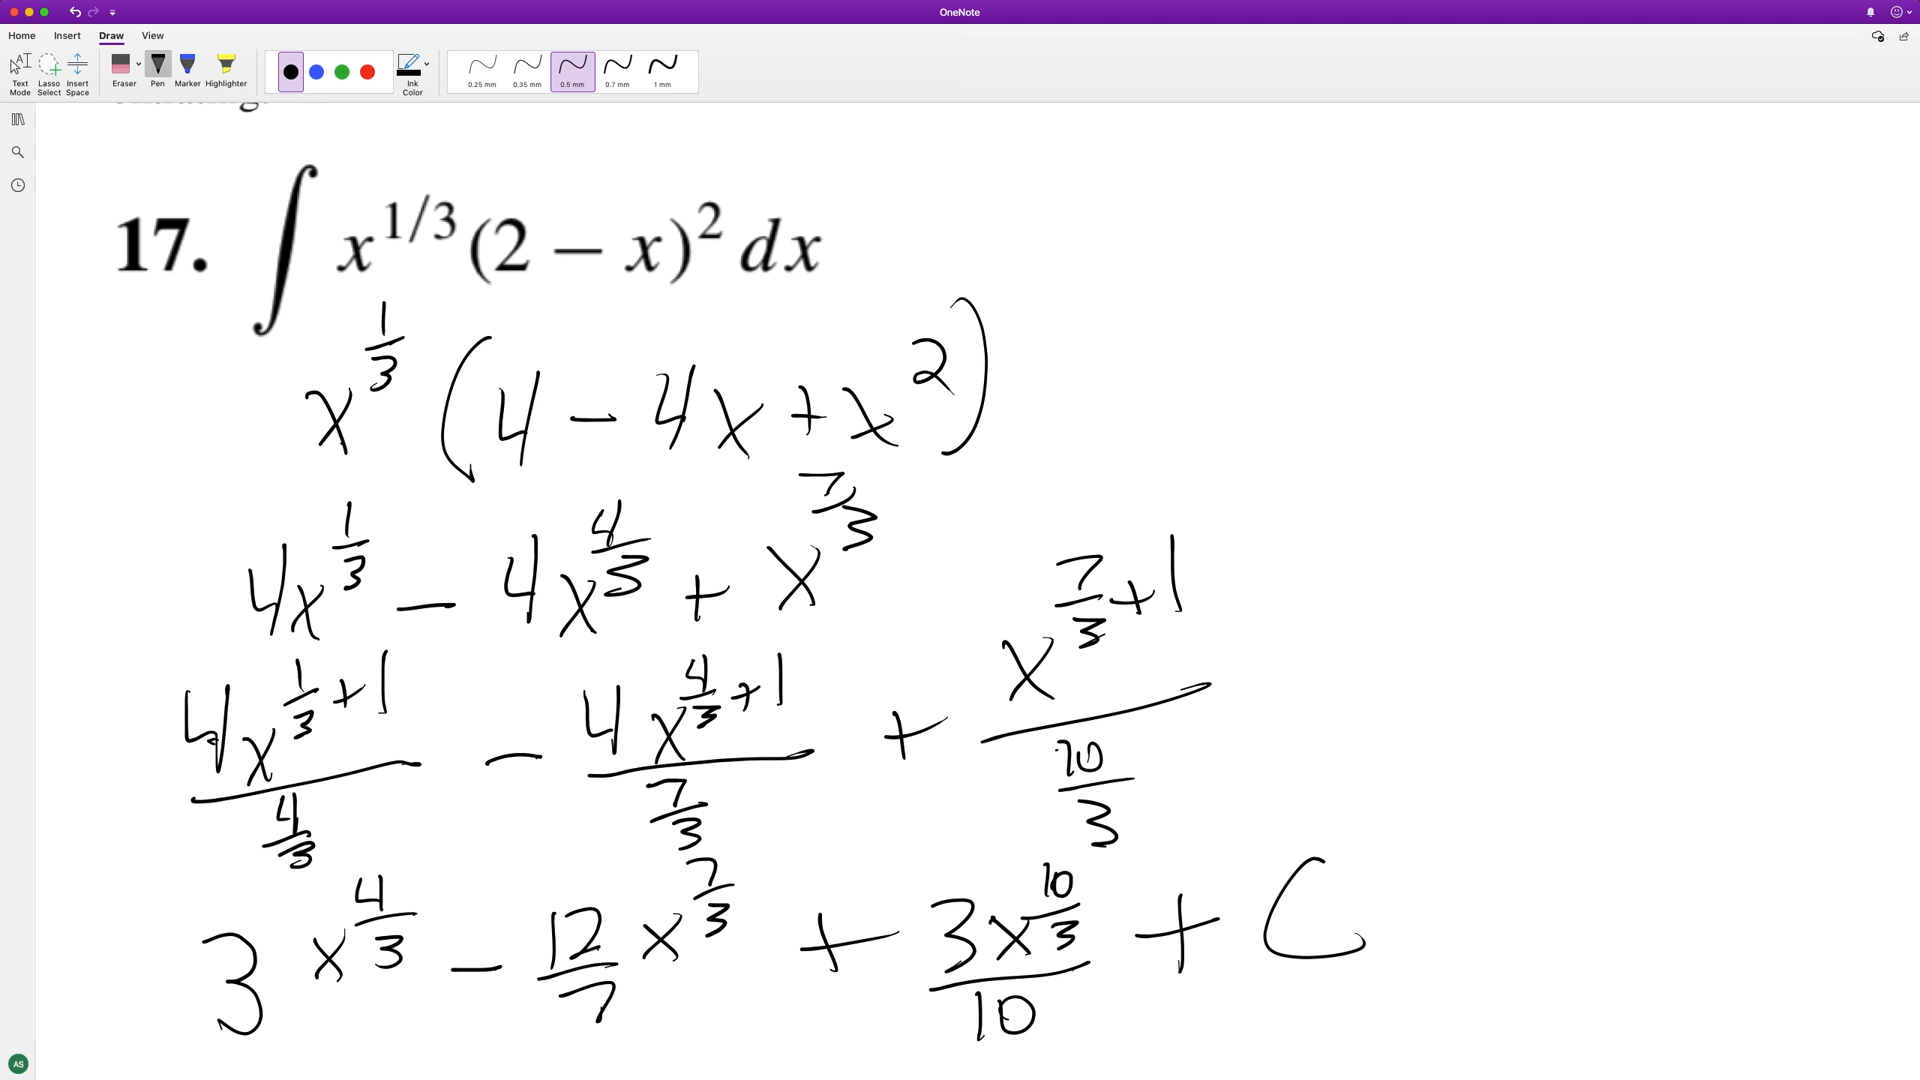 OneNote
Home Insert Draw View
Text Mode
Lasso Select
Insert Space
Eraser
Pen
Marker
Highlighter
Ink Color
0.25 mm
0.35 mm
0.5 mm
0.7 mm
1 mm
17. ∫ x^{1/3} (2 − x)^2 dx
x^{1/3} (4 − 4x + x^2)
4x^{1/3} − 4x^{4/3} + x^{7/3}
4x^{1/3+1}/(4/3) − 4x^{4/3+1}/(7/3) + x^{7/3+1}/(10/3)
3x^{4/3} − 12/7 x^{7/3} + 3x^{10/3}/10 + C
AS